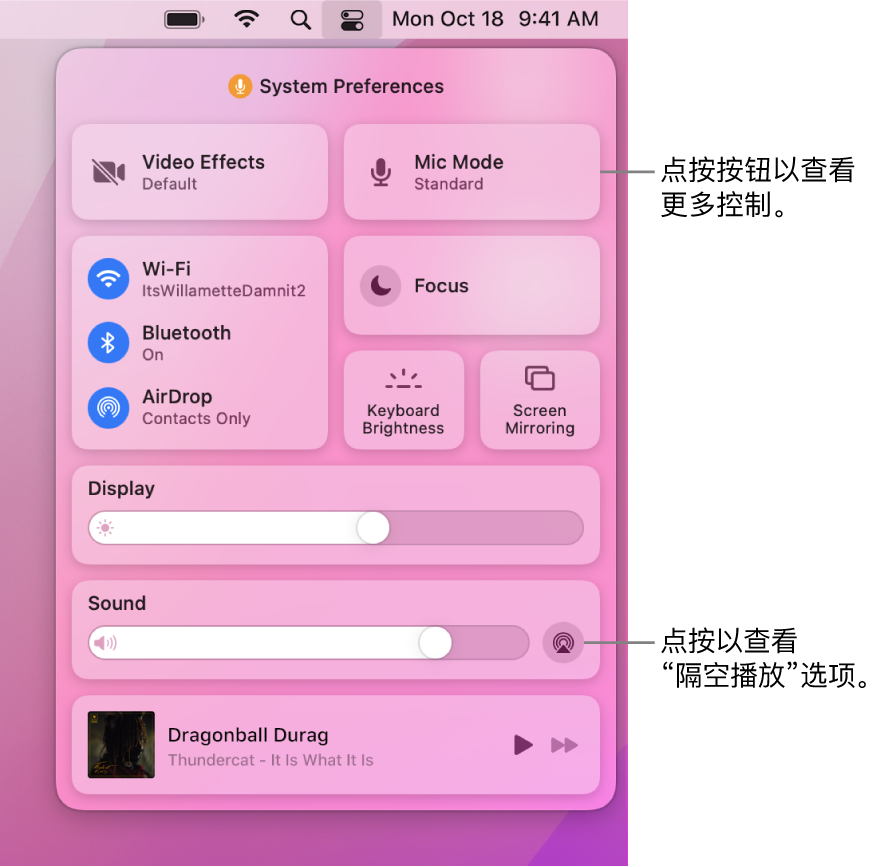 Mon Oct 18 9:41 AM
System Preferences
Video Effects
Default
Mic Mode
Standard
点按按钮以查看
更多控制。
Wi-Fi
ItsWillametteDamnit2
Bluetooth
On
AirDrop
Contacts Only
Focus
Keyboard
Brightness
Screen
Mirroring
Display
Sound
点按以查看
“隔空播放”选项。
Dragonball Durag
Thundercat - It Is What It Is